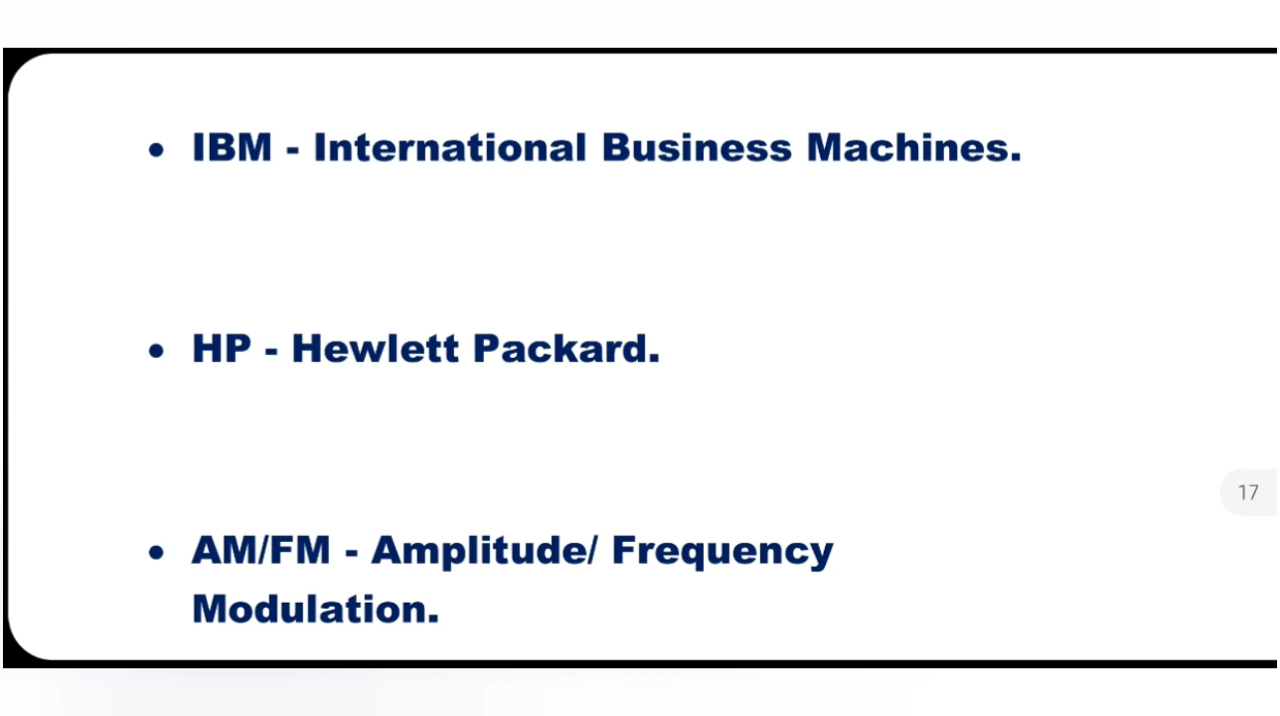 • IBM - International Business Machines.
• HP - Hewlett Packard.
17
• AM/FM - Amplitude/ Frequency
Modulation.